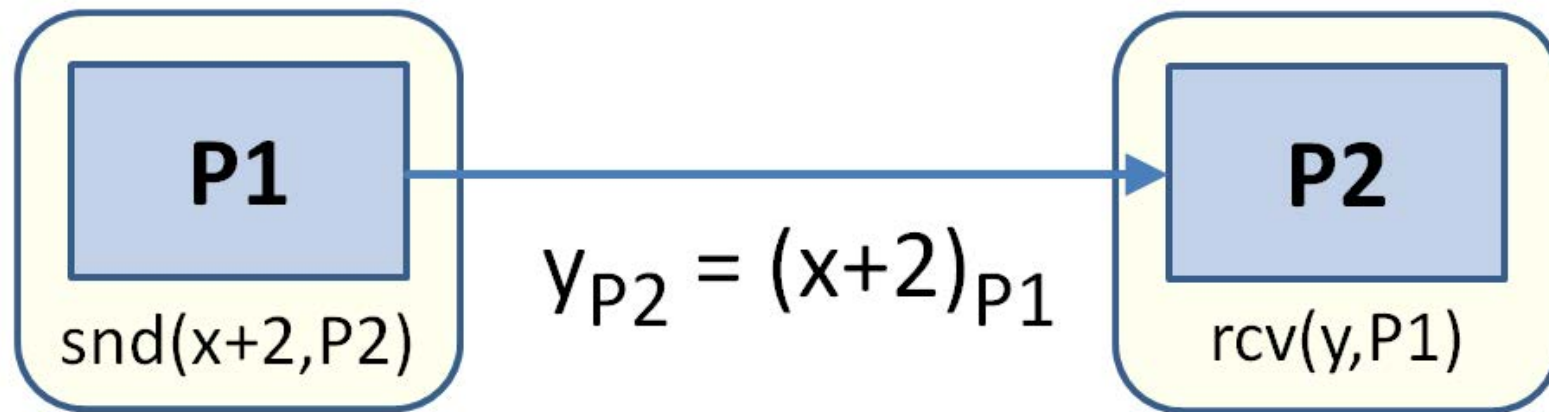 P1
snd(x+2,P2)
y_P2 = (x+2)_P1
P2
rcv(y,P1)